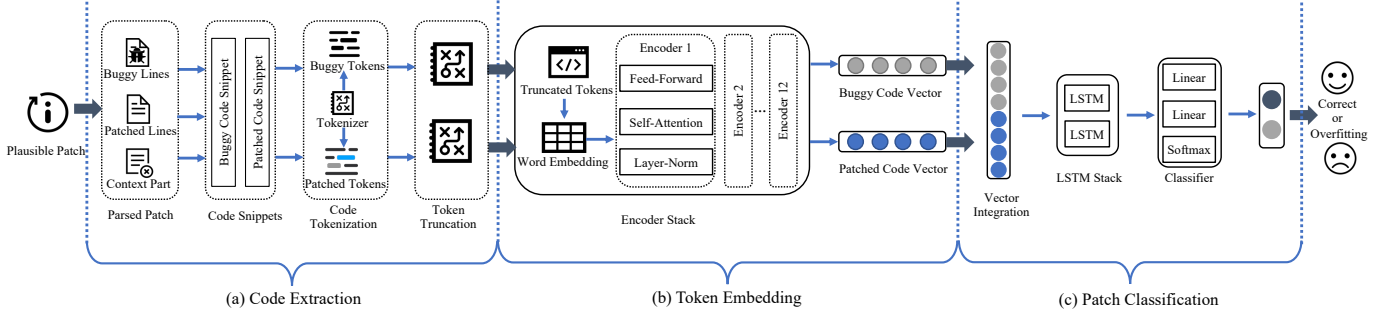 Plausible Patch
Buggy Lines
Patched Lines
Context Part
Parsed Patch
Buggy Code Snippet
Patched Code Snippet
Code Snippets
Buggy Tokens
Tokenizer
Patched Tokens
Code
Tokenization
Token
Truncation
(a) Code Extraction
Truncated Tokens
</>
Word Embedding
Encoder 1
Feed-Forward
Self-Attention
Layer-Norm
Encoder 2
...
Encoder 12
Encoder Stack
Buggy Code Vector
Patched Code Vector
(b) Token Embedding
Vector
Integration
LSTM
LSTM
LSTM Stack
Linear
Linear
Softmax
Classifier
Correct
or
Overfitting
(c) Patch Classification